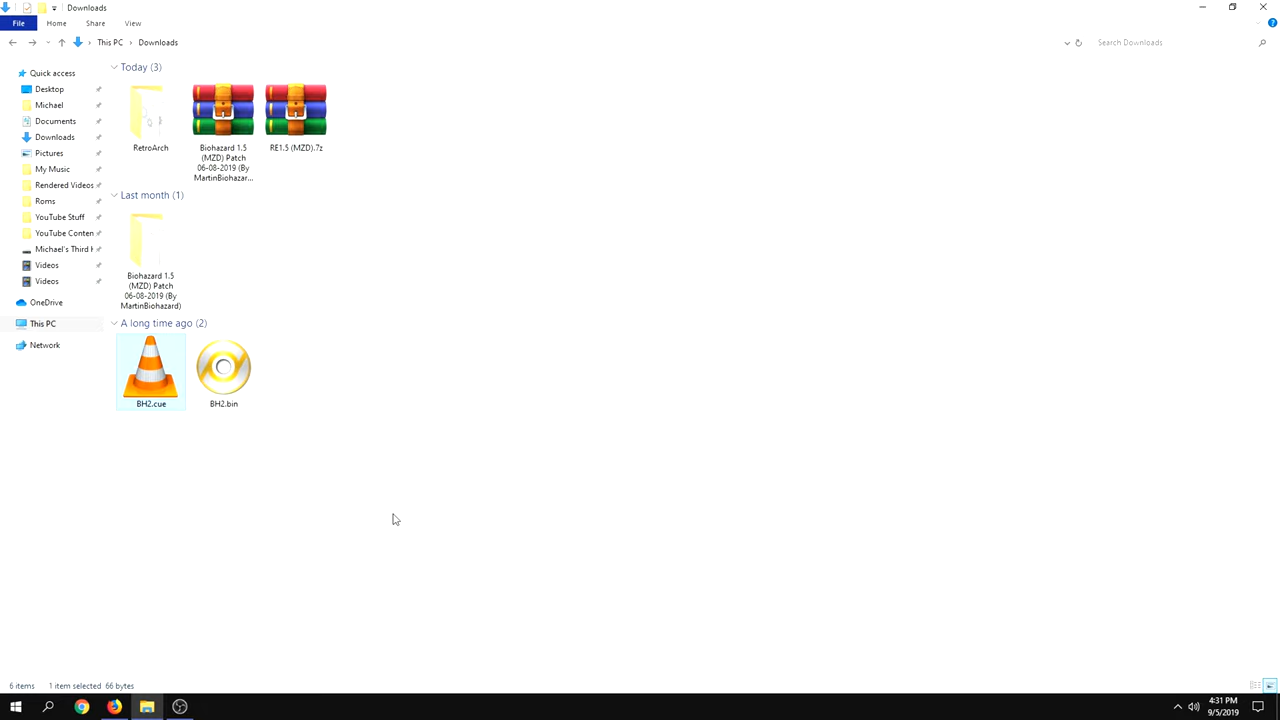 Downloads
File Home Share View
This PC Downloads
Search Downloads
Quick access
Desktop
Michael
Documents
Downloads
Pictures
My Music
Rendered Videos
Roms
YouTube Stuff
YouTube Conten
Michael's Third
Videos
Videos
OneDrive
This PC
Network
Today (3)
RetroArch
Biohazard 1.5
(MZD) Patch
06-08-2019 (By
MartinBiohazar...
RE1.5 (MZD).7z
Last month (1)
Biohazard 1.5
(MZD) Patch
06-08-2019 (By
MartinBiohazard)
A long time ago (2)
BH2.cue
BH2.bin
6 items 1 item selected 66 bytes
4:31 PM
9/5/2019